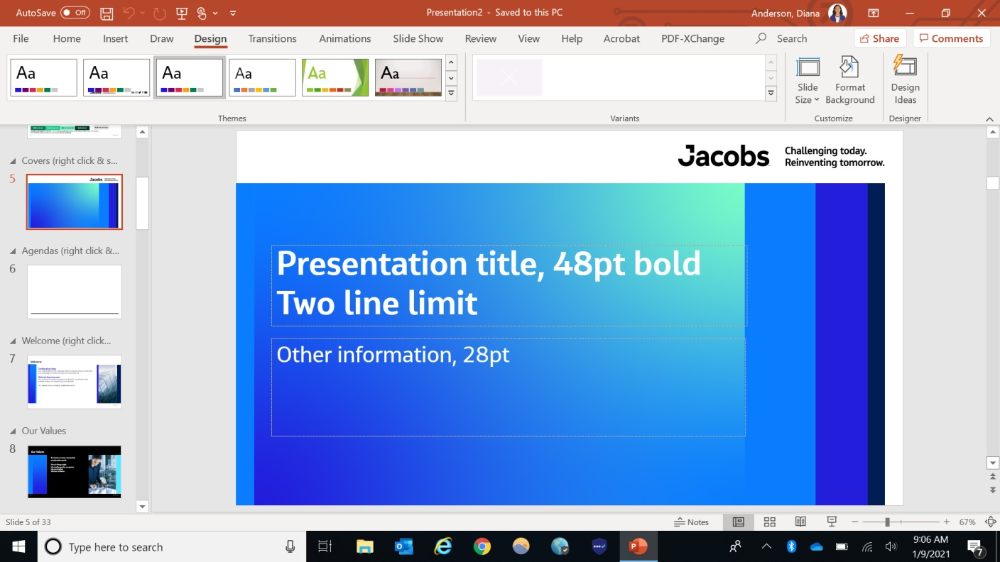 AutoSave Off
Presentation2 - Saved to this PC
Anderson, Diana
File Home Insert Draw Design Transitions Animations Slide Show Review View Help Acrobat PDF-XChange Search Share Comments
Aa Aa Aa Aa Aa Aa
Slide Size
Format Background
Design Ideas
Themes
Variants
Customize
Designer
Covers (right click & s...
5
Jacobs
Agendas (right click &...
6
Welcome (right click...
7
Welcome
Our Values
8
Our Values
Jacobs
Challenging today.
Reinventing tomorrow.
Presentation title, 48pt bold
Two line limit
Other information, 28pt
Slide 5 of 33
Notes
67%
Type here to search
9:06 AM
1/9/2021
7